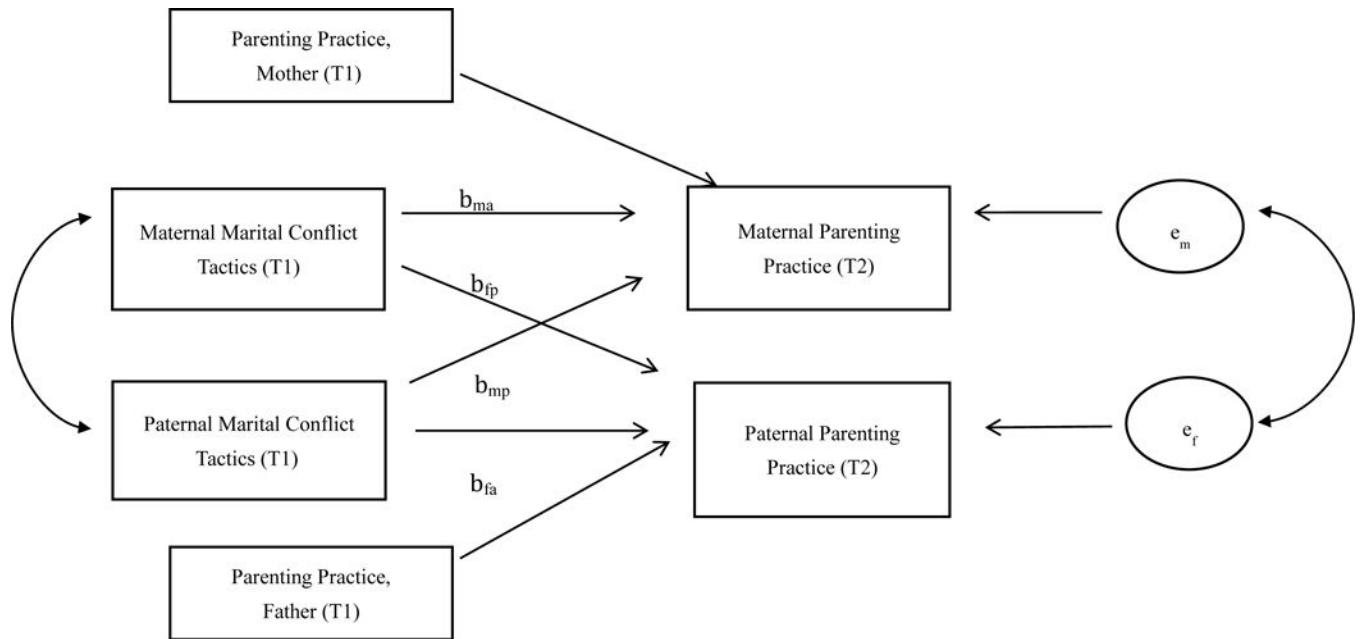 Parenting Practice,
Mother (T1)
b_ma
Maternal Marital Conflict
Tactics (T1)
Maternal Parenting
Practice (T2)
e_m
b_fp
b_mp
Paternal Marital Conflict
Tactics (T1)
Paternal Parenting
Practice (T2)
e_f
b_fa
Parenting Practice,
Father (T1)